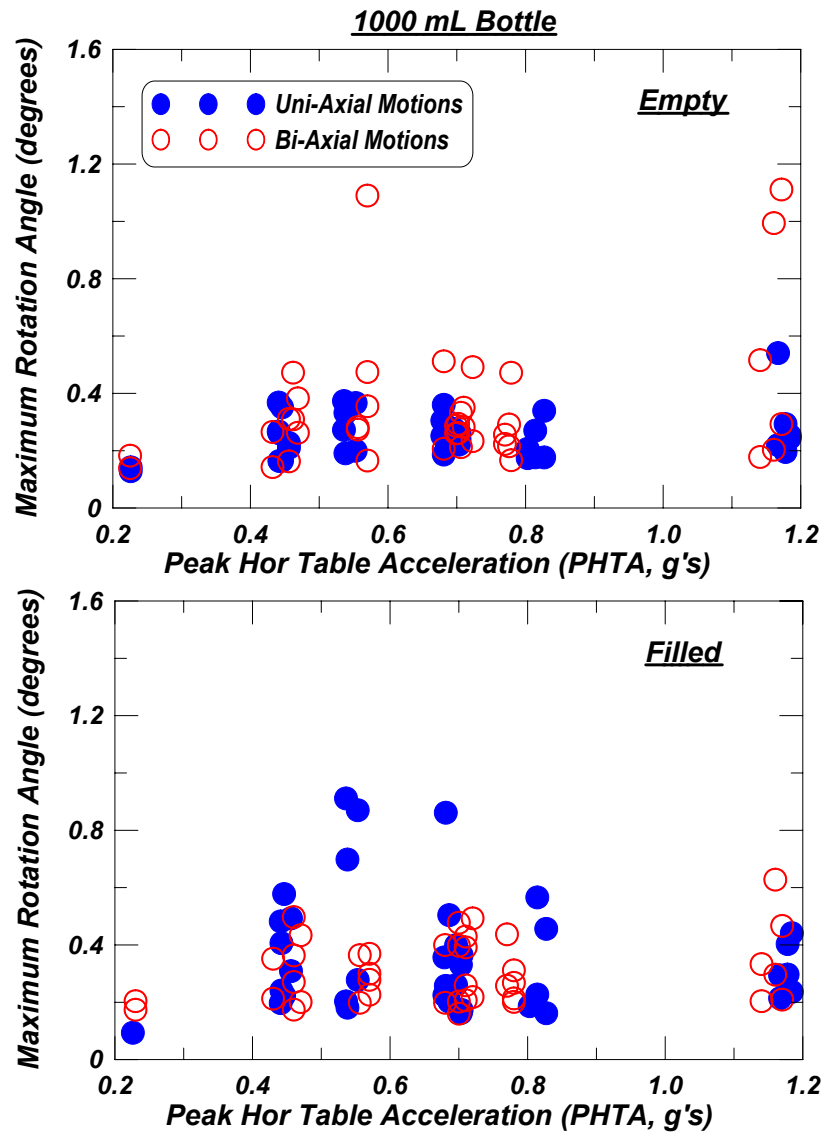 1000 mL Bottle
1.6
1.2
0.8
0.4
0
Maximum Rotation Angle (degrees)
Uni-Axial Motions
Bi-Axial Motions
Empty
0.2 0.4 0.6 0.8 1.0 1.2
Peak Hor Table Acceleration (PHTA, g's)
1.6
1.2
0.8
0.4
0
Maximum Rotation Angle (degrees)
Filled
0.2 0.4 0.6 0.8 1.0 1.2
Peak Hor Table Acceleration (PHTA, g's)